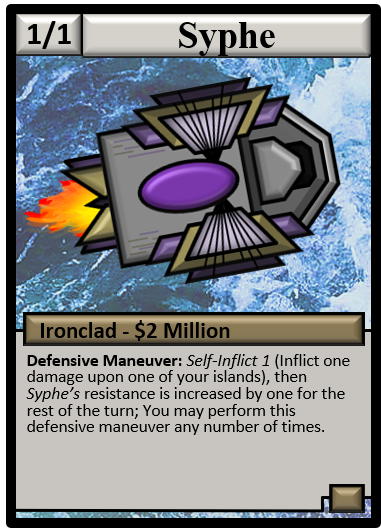 1/1 Syphe
Ironclad - $2 Million
Defensive Maneuver: Self-Inflict 1 (Inflict one
damage upon one of your islands), then
Syphe's resistance is increased by one for the
rest of the turn; You may perform this
defensive maneuver any number of times.